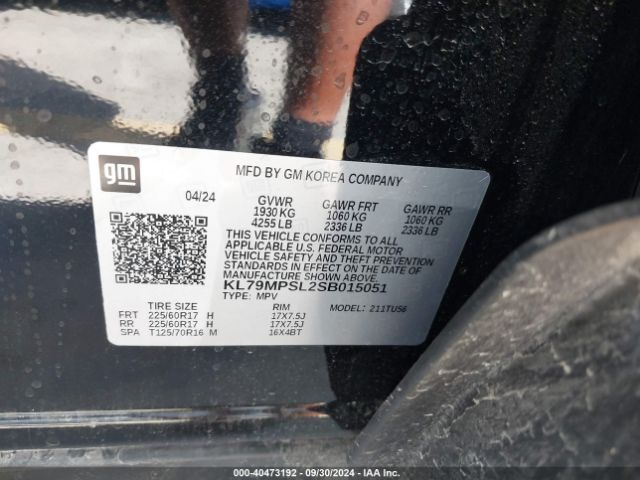 gm
MFD BY GM KOREA COMPANY
04/24
GVWR GAWR FRT GAWR RR
1930 KG 1060 KG 1060 KG
4255 LB 2336 LB 2336 LB
THIS VEHICLE CONFORMS TO ALL
APPLICABLE U.S. FEDERAL MOTOR
VEHICLE SAFETY AND THEFT PREVENTION
STANDARDS IN EFFECT ON THE DATE OF
MANUFACTURE SHOWN ABOVE.
KL79MPSL2SB015051
TYPE: MPV MODEL: 211TU56
TIRE SIZE RIM
FRT 225/60R17 H 17X7.5J
RR 225/60R17 H 17X7.5J
SPA T125/70R16 M 16X4BT
000-40473192 - 09/30/2024 - IAA Inc.